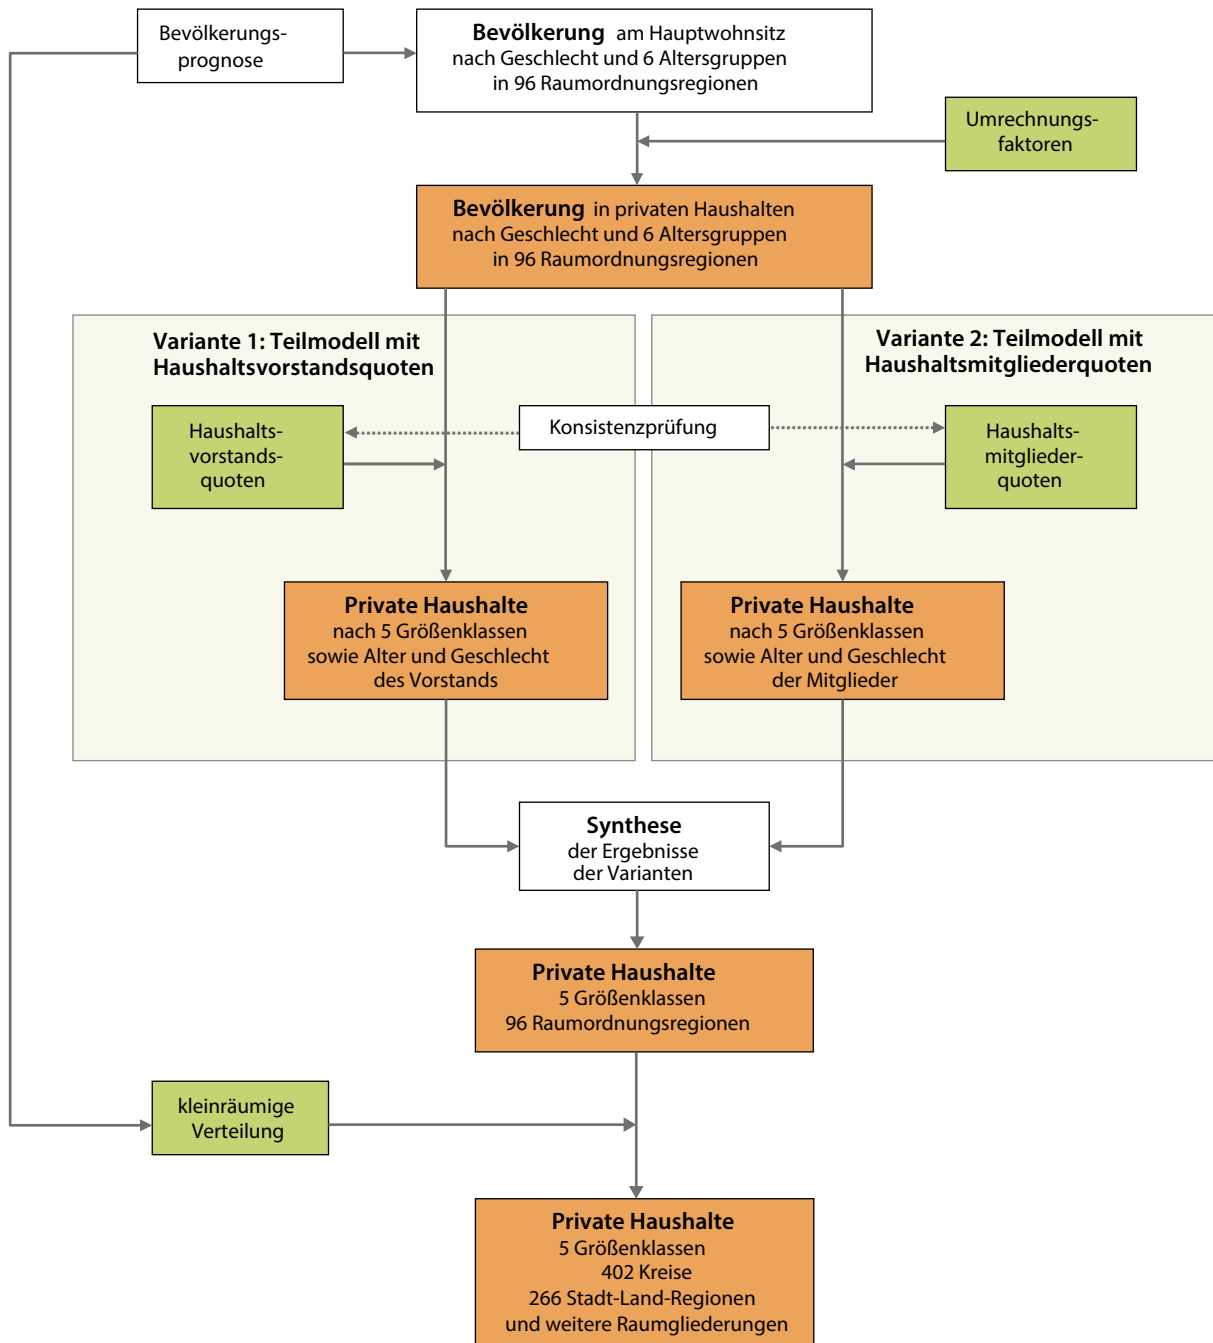 Bevölkerungs-
prognose
Bevölkerung am Hauptwohnsitz
nach Geschlecht und 6 Altersgruppen
in 96 Raumordnungsregionen
Umrechnungs-
faktoren
Bevölkerung in privaten Haushalten
nach Geschlecht und 6 Altersgruppen
in 96 Raumordnungsregionen
Variante 1: Teilmodell mit
Haushaltsvorstandsquoten
Variante 2: Teilmodell mit
Haushaltsmitgliederquoten
Haushalts-
vorstands-
quoten
Konsistenzprüfung
Haushalts-
mitglieder-
quoten
Private Haushalte
nach 5 Größenklassen
sowie Alter und Geschlecht
des Vorstands
Private Haushalte
nach 5 Größenklassen
sowie Alter und Geschlecht
der Mitglieder
Synthese
der Ergebnisse
der Varianten
Private Haushalte
5 Größenklassen
96 Raumordnungsregionen
kleinräumige
Verteilung
Private Haushalte
5 Größenklassen
402 Kreise
266 Stadt-Land-Regionen
und weitere Raumgliederungen